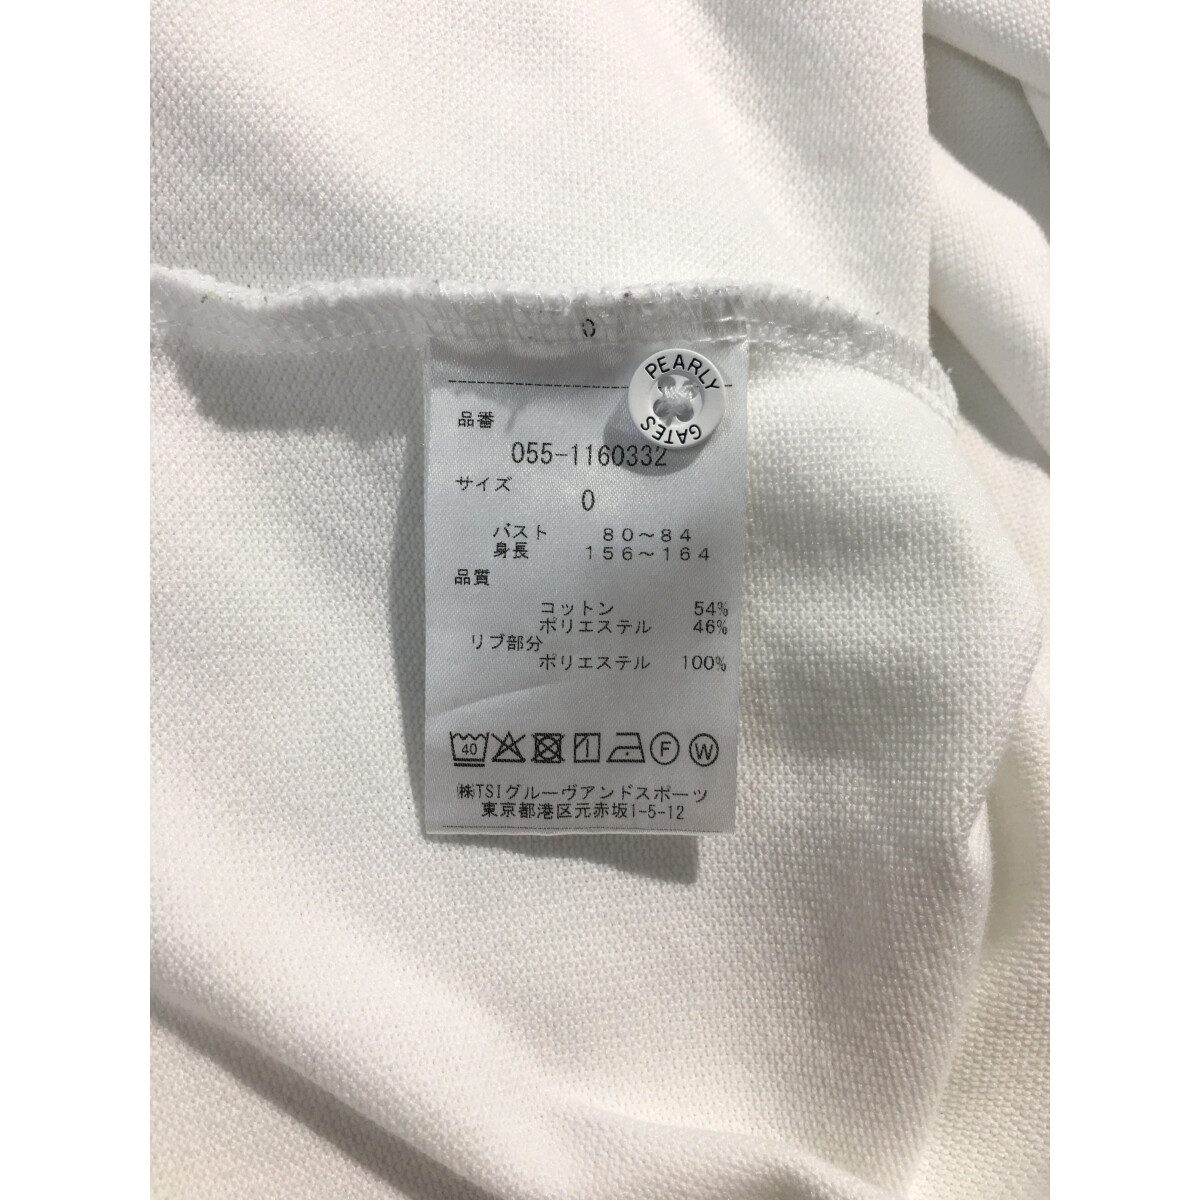 0
PEARLY
GATES
品番
055-1160332
サイズ
0
バスト 80～84
身長 156～164
品質
コットン 54%
ポリエステル 46%
リブ部分
ポリエステル 100%
40 F W
㈱TSIグルーヴアンドスポーツ
東京都港区元赤坂1-5-12